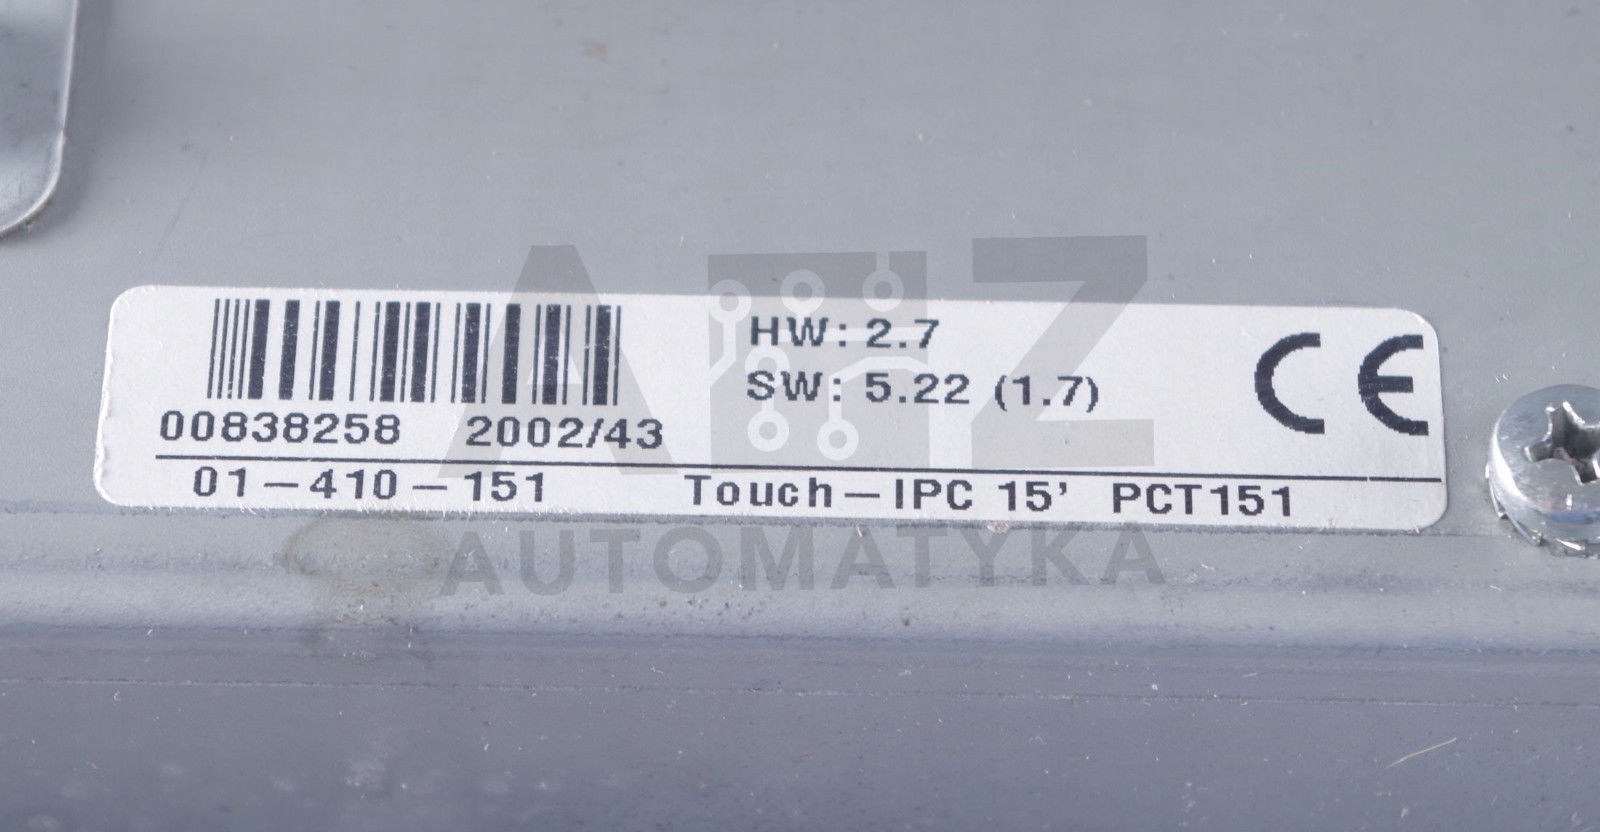 HW: 2.7
SW: 5.22 (1.7)
CE
00838258 2002/43
01-410-151 Touch-IPC 15' PCT151
AZ
AUTOMATYKA